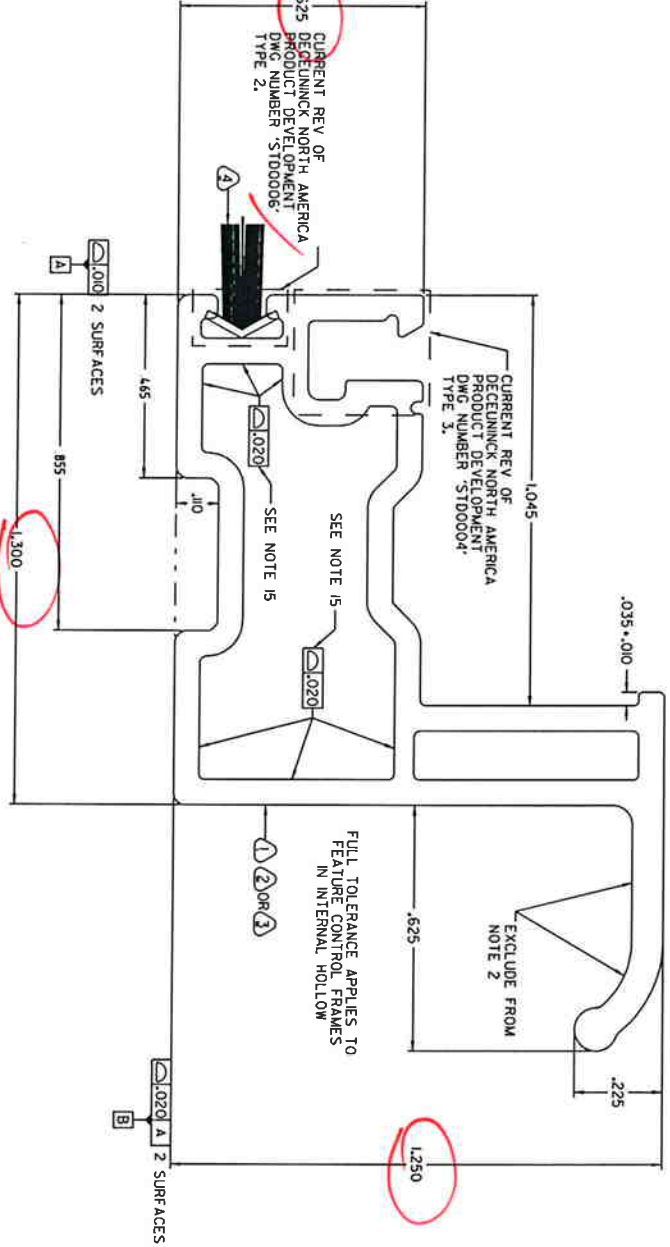 .625
CURRENT REV OF
DECEUNINCK NORTH AMERICA
PRODUCT DEVELOPMENT
DWG NUMBER 'STD0006'
TYPE 2.
4
.010 2 SURFACES
A
.465
.855
1.300
.110
.020
SEE NOTE 15
SEE NOTE 15
.020
1.045
CURRENT REV OF
DECEUNINCK NORTH AMERICA
PRODUCT DEVELOPMENT
DWG NUMBER 'STD0004'
TYPE 3.
.035+.010
1 2 OR 3
FULL TOLERANCE APPLIES TO
FEATURE CONTROL FRAMES
IN INTERNAL HOLLOW
.625
EXCLUDE FROM
NOTE 2
.225
1.250
.020 A 2 SURFACES
B